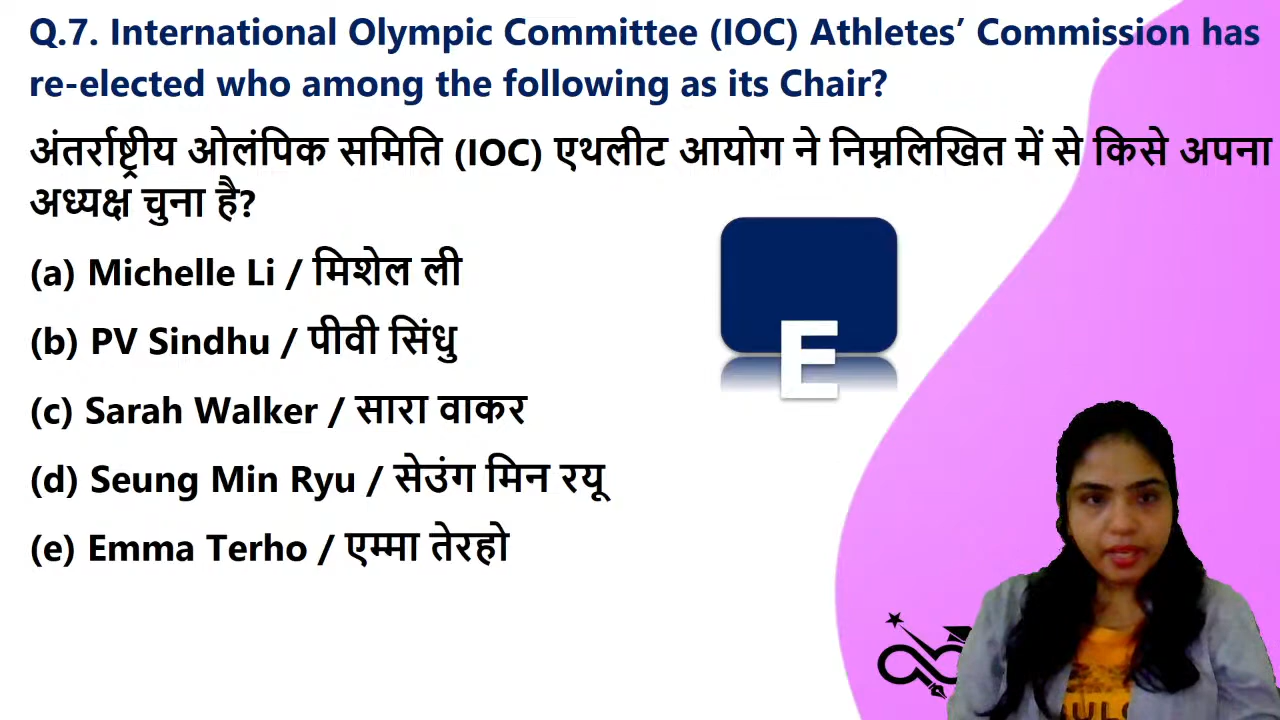 Q.7. International Olympic Committee (IOC) Athletes’ Commission has
re-elected who among the following as its Chair?
अंतर्राष्ट्रीय ओलंपिक समिति (IOC) एथलीट आयोग ने निम्नलिखित में से किसे अपना
अध्यक्ष चुना है?
(a) Michelle Li / मिशेल ली
(b) PV Sindhu / पीवी सिंधु
(c) Sarah Walker / सारा वाकर
(d) Seung Min Ryu / सेउंग मिन रयू
(e) Emma Terho / एम्मा तेरहो
E